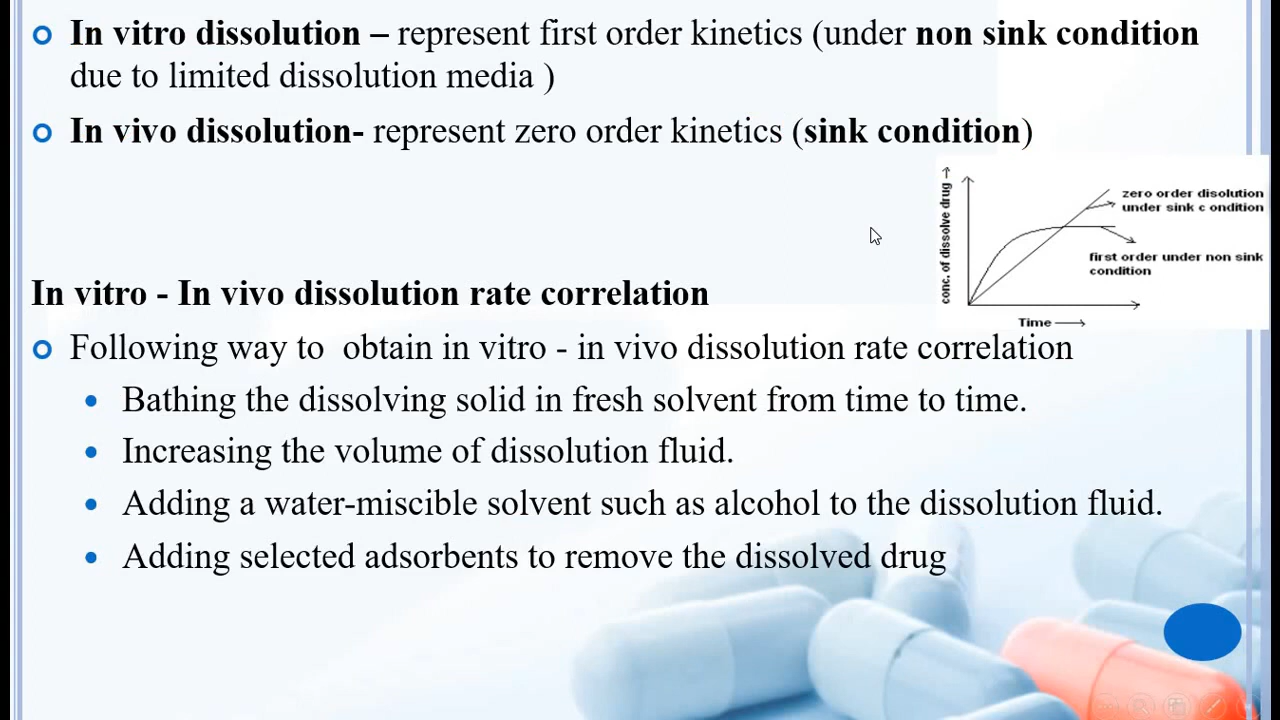 In vitro dissolution – represent first order kinetics (under non sink condition
due to limited dissolution media )
In vivo dissolution- represent zero order kinetics (sink condition)
conc. of dissolve drug
zero order disolution
under sink c ondition
first order under non sink
condition
Time
In vitro - In vivo dissolution rate correlation
Following way to obtain in vitro - in vivo dissolution rate correlation
Bathing the dissolving solid in fresh solvent from time to time.
Increasing the volume of dissolution fluid.
Adding a water-miscible solvent such as alcohol to the dissolution fluid.
Adding selected adsorbents to remove the dissolved drug